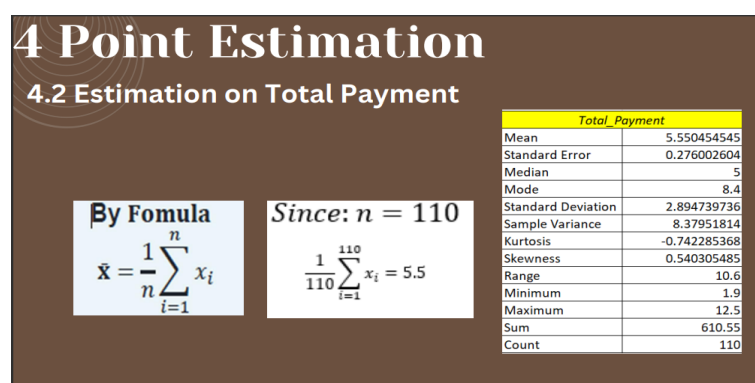 4 Point Estimation
4.2 Estimation on Total Payment
By Fomula
x̄ = 1/n ∑_{i=1}^{n} x_i
Since: n = 110
1/110 ∑_{i=1}^{110} x_i = 5.5
Total_Payment
Mean 5.550454545
Standard Error 0.276002604
Median 5
Mode 8.4
Standard Deviation 2.894739736
Sample Variance 8.37951814
Kurtosis -0.742285368
Skewness 0.540305485
Range 10.6
Minimum 1.9
Maximum 12.5
Sum 610.55
Count 110